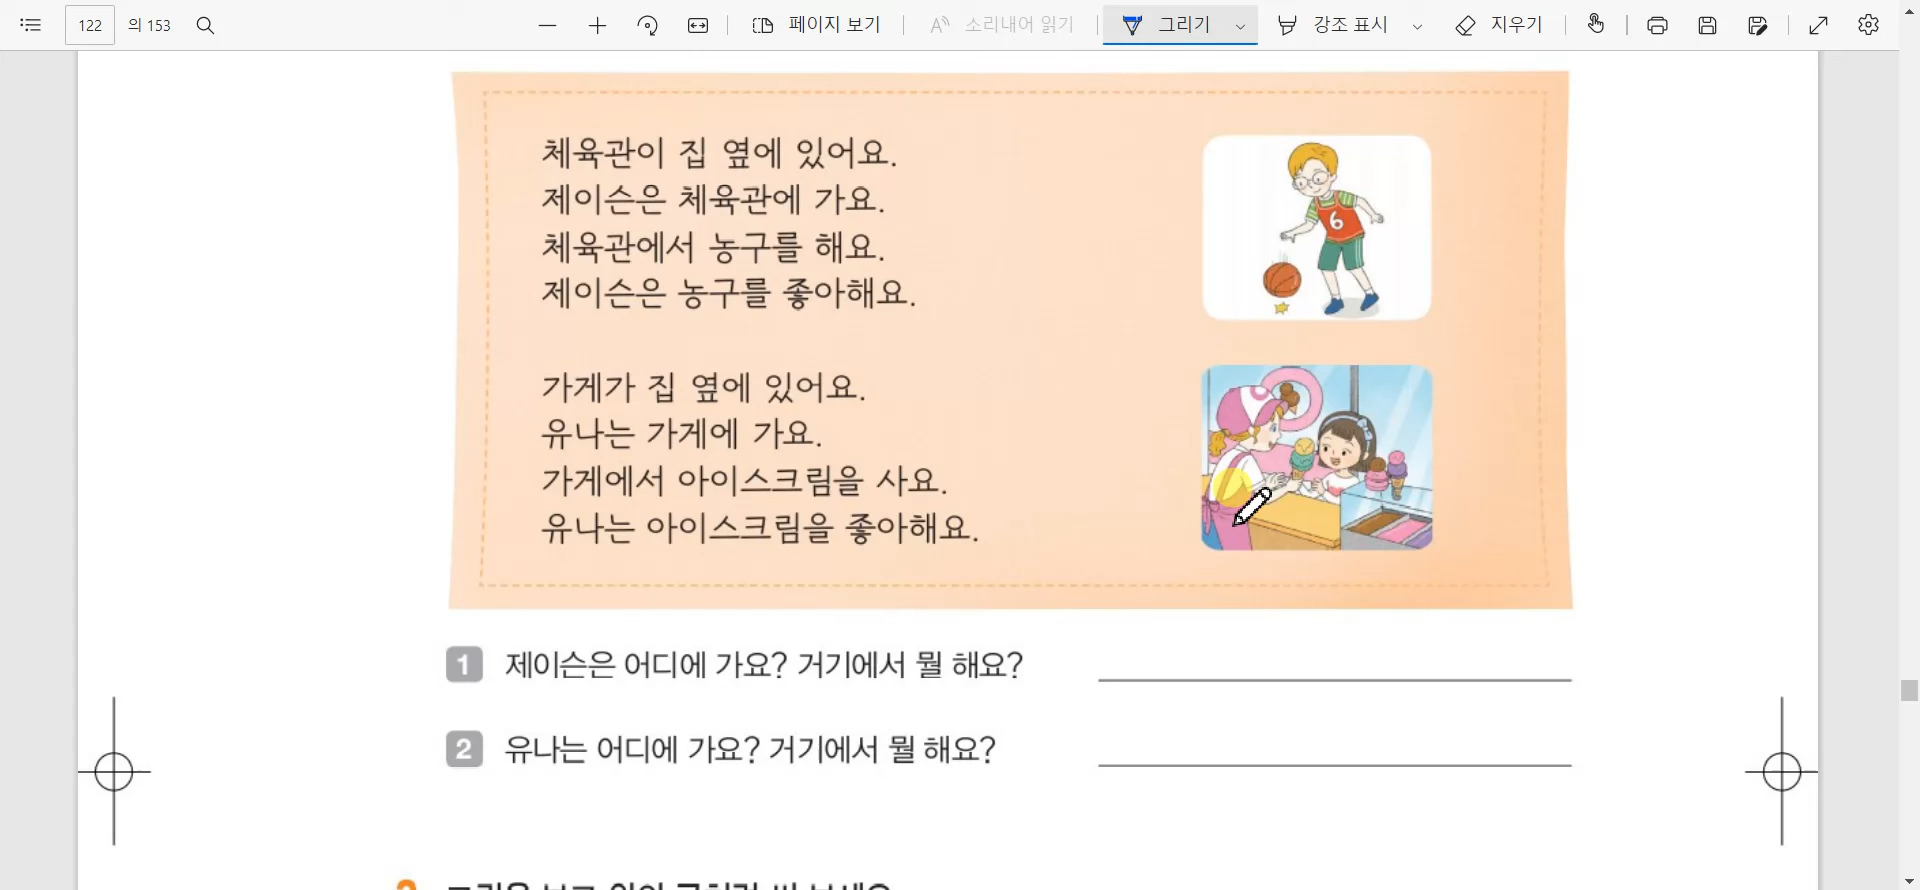 122 의 153 페이지 보기 소리내어 읽기 그리기 강조 표시 지우기
체육관이 집 옆에 있어요.
제이슨은 체육관에 가요.
체육관에서 농구를 해요.
제이슨은 농구를 좋아해요.
6
가게가 집 옆에 있어요.
유나는 가게에 가요.
가게에서 아이스크림을 사요.
유나는 아이스크림을 좋아해요.
1 제이슨은 어디에 가요? 거기에서 뭘 해요?
2 유나는 어디에 가요? 거기에서 뭘 해요?